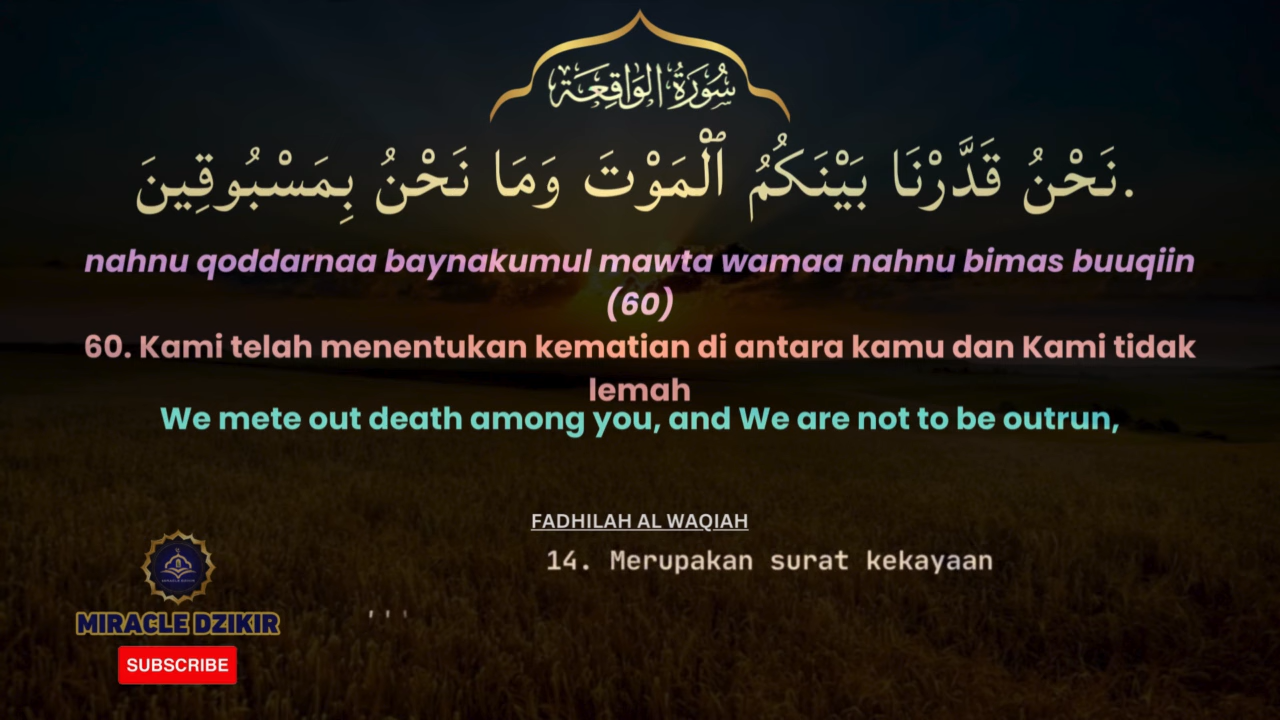 سُورَةُ الوَاقِعَة
نَحْنُ قَدَّرْنَا بَيْنَكُمُ ٱلْمَوْتَ وَمَا نَحْنُ بِمَسْبُوقِينَ.
nahnu qoddarnaa baynakumul mawta wamaa nahnu bimas buuqiin
(60)
60. Kami telah menentukan kematian di antara kamu dan Kami tidak
lemah
We mete out death among you, and We are not to be outrun,
FADHILAH AL WAQIAH
14. Merupakan surat kekayaan
MIRACLE DZIKIR
MIRACLE DZIKIR
SUBSCRIBE